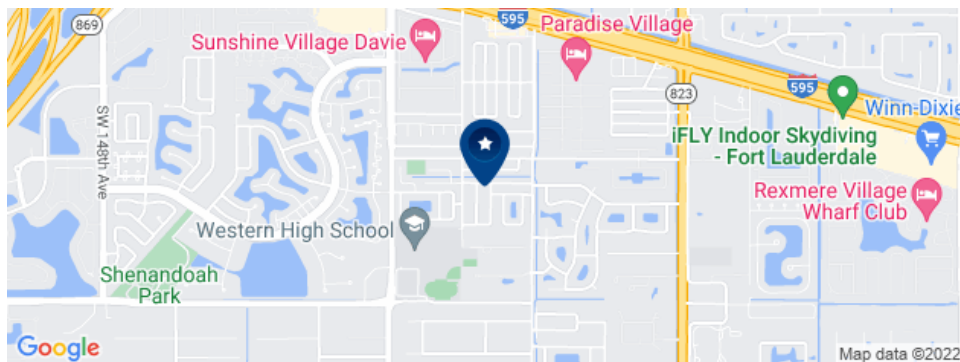 869
595
Paradise Village
Sunshine Village Davie
823
595
Winn-Dixie
iFLY Indoor Skydiving
- Fort Lauderdale
SW 148th Ave
Rexmere Village
Wharf Club
Western High School
Shenandoah
Park
Google
Map data ©2022